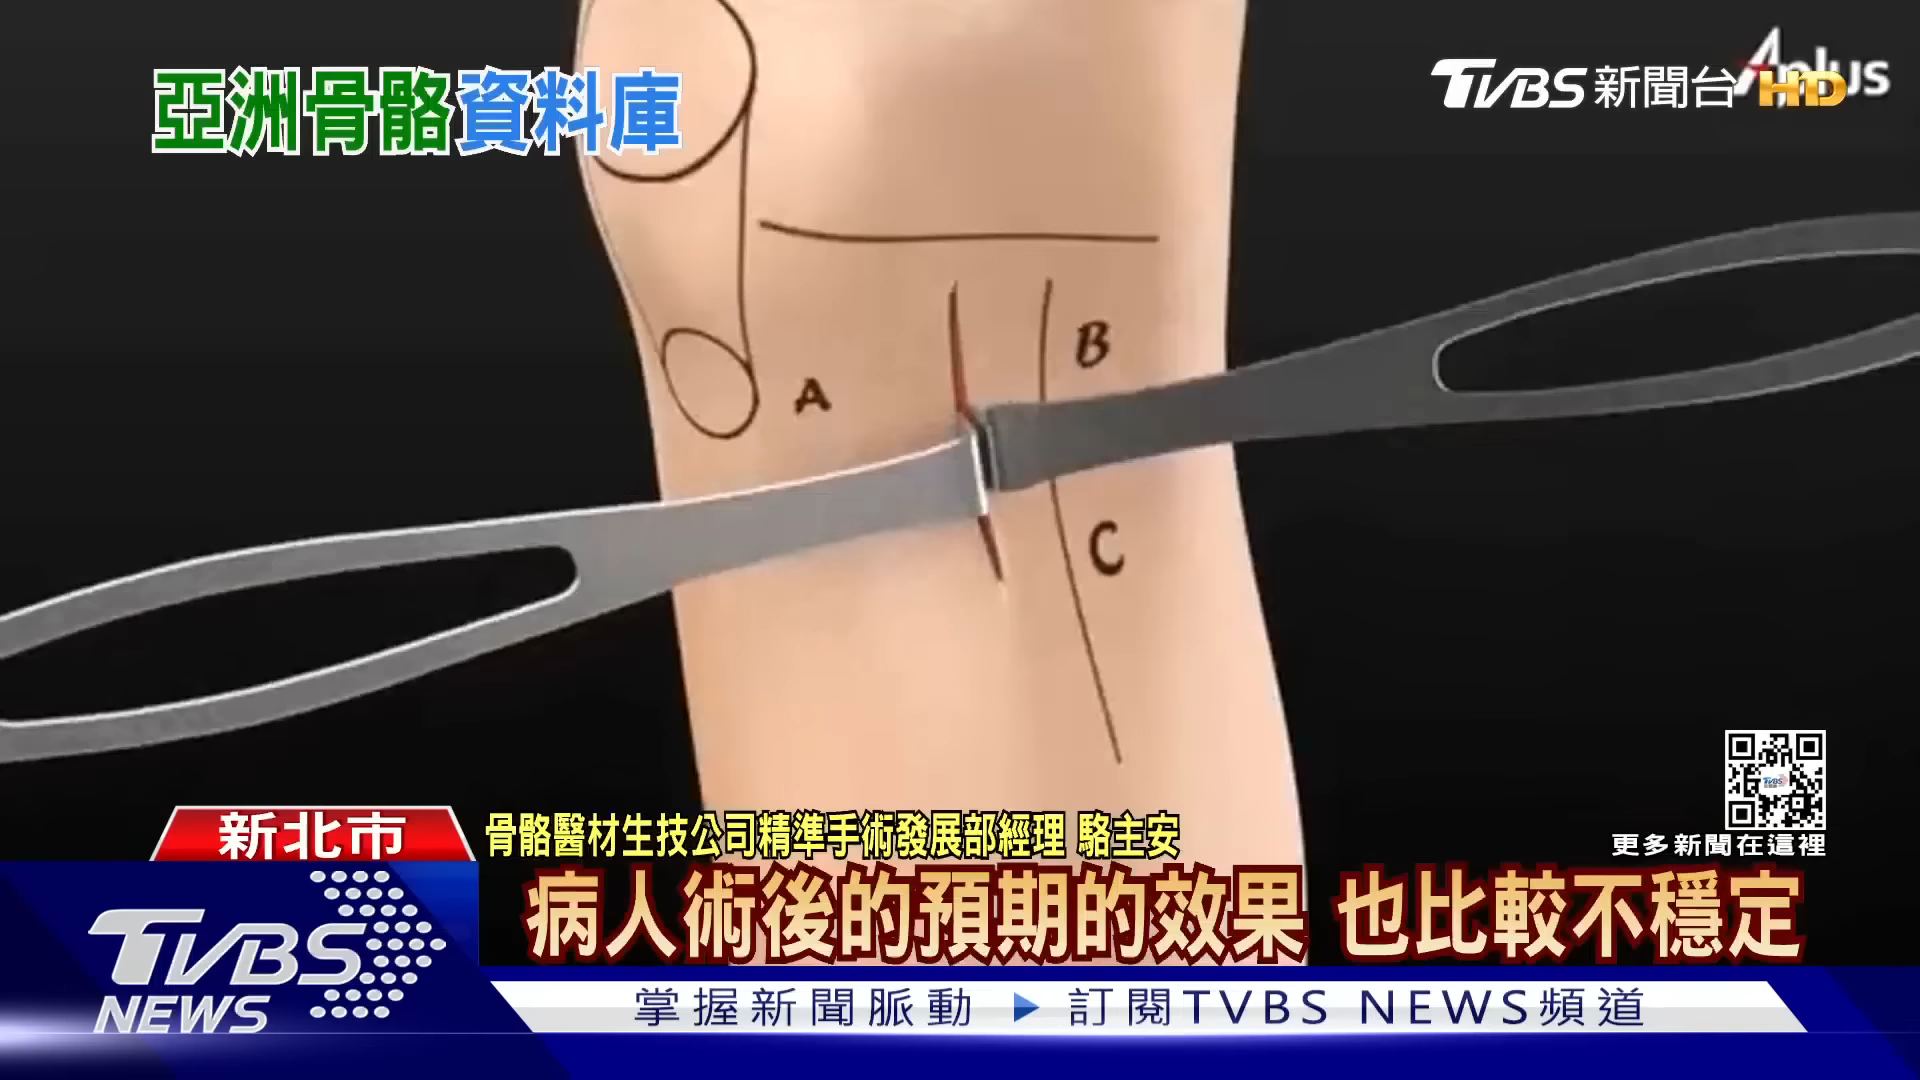 亞洲骨骼資料庫
TVBS新聞台
HD
Aplus
A
B
C
更多新聞在這裡
新北市
骨骼醫材生技公司精準手術發展部經理 駱主安
病人術後的預期的效果 也比較不穩定
TVBS
NEWS
掌握新聞脈動 ▶ 訂閱TVBS NEWS頻道